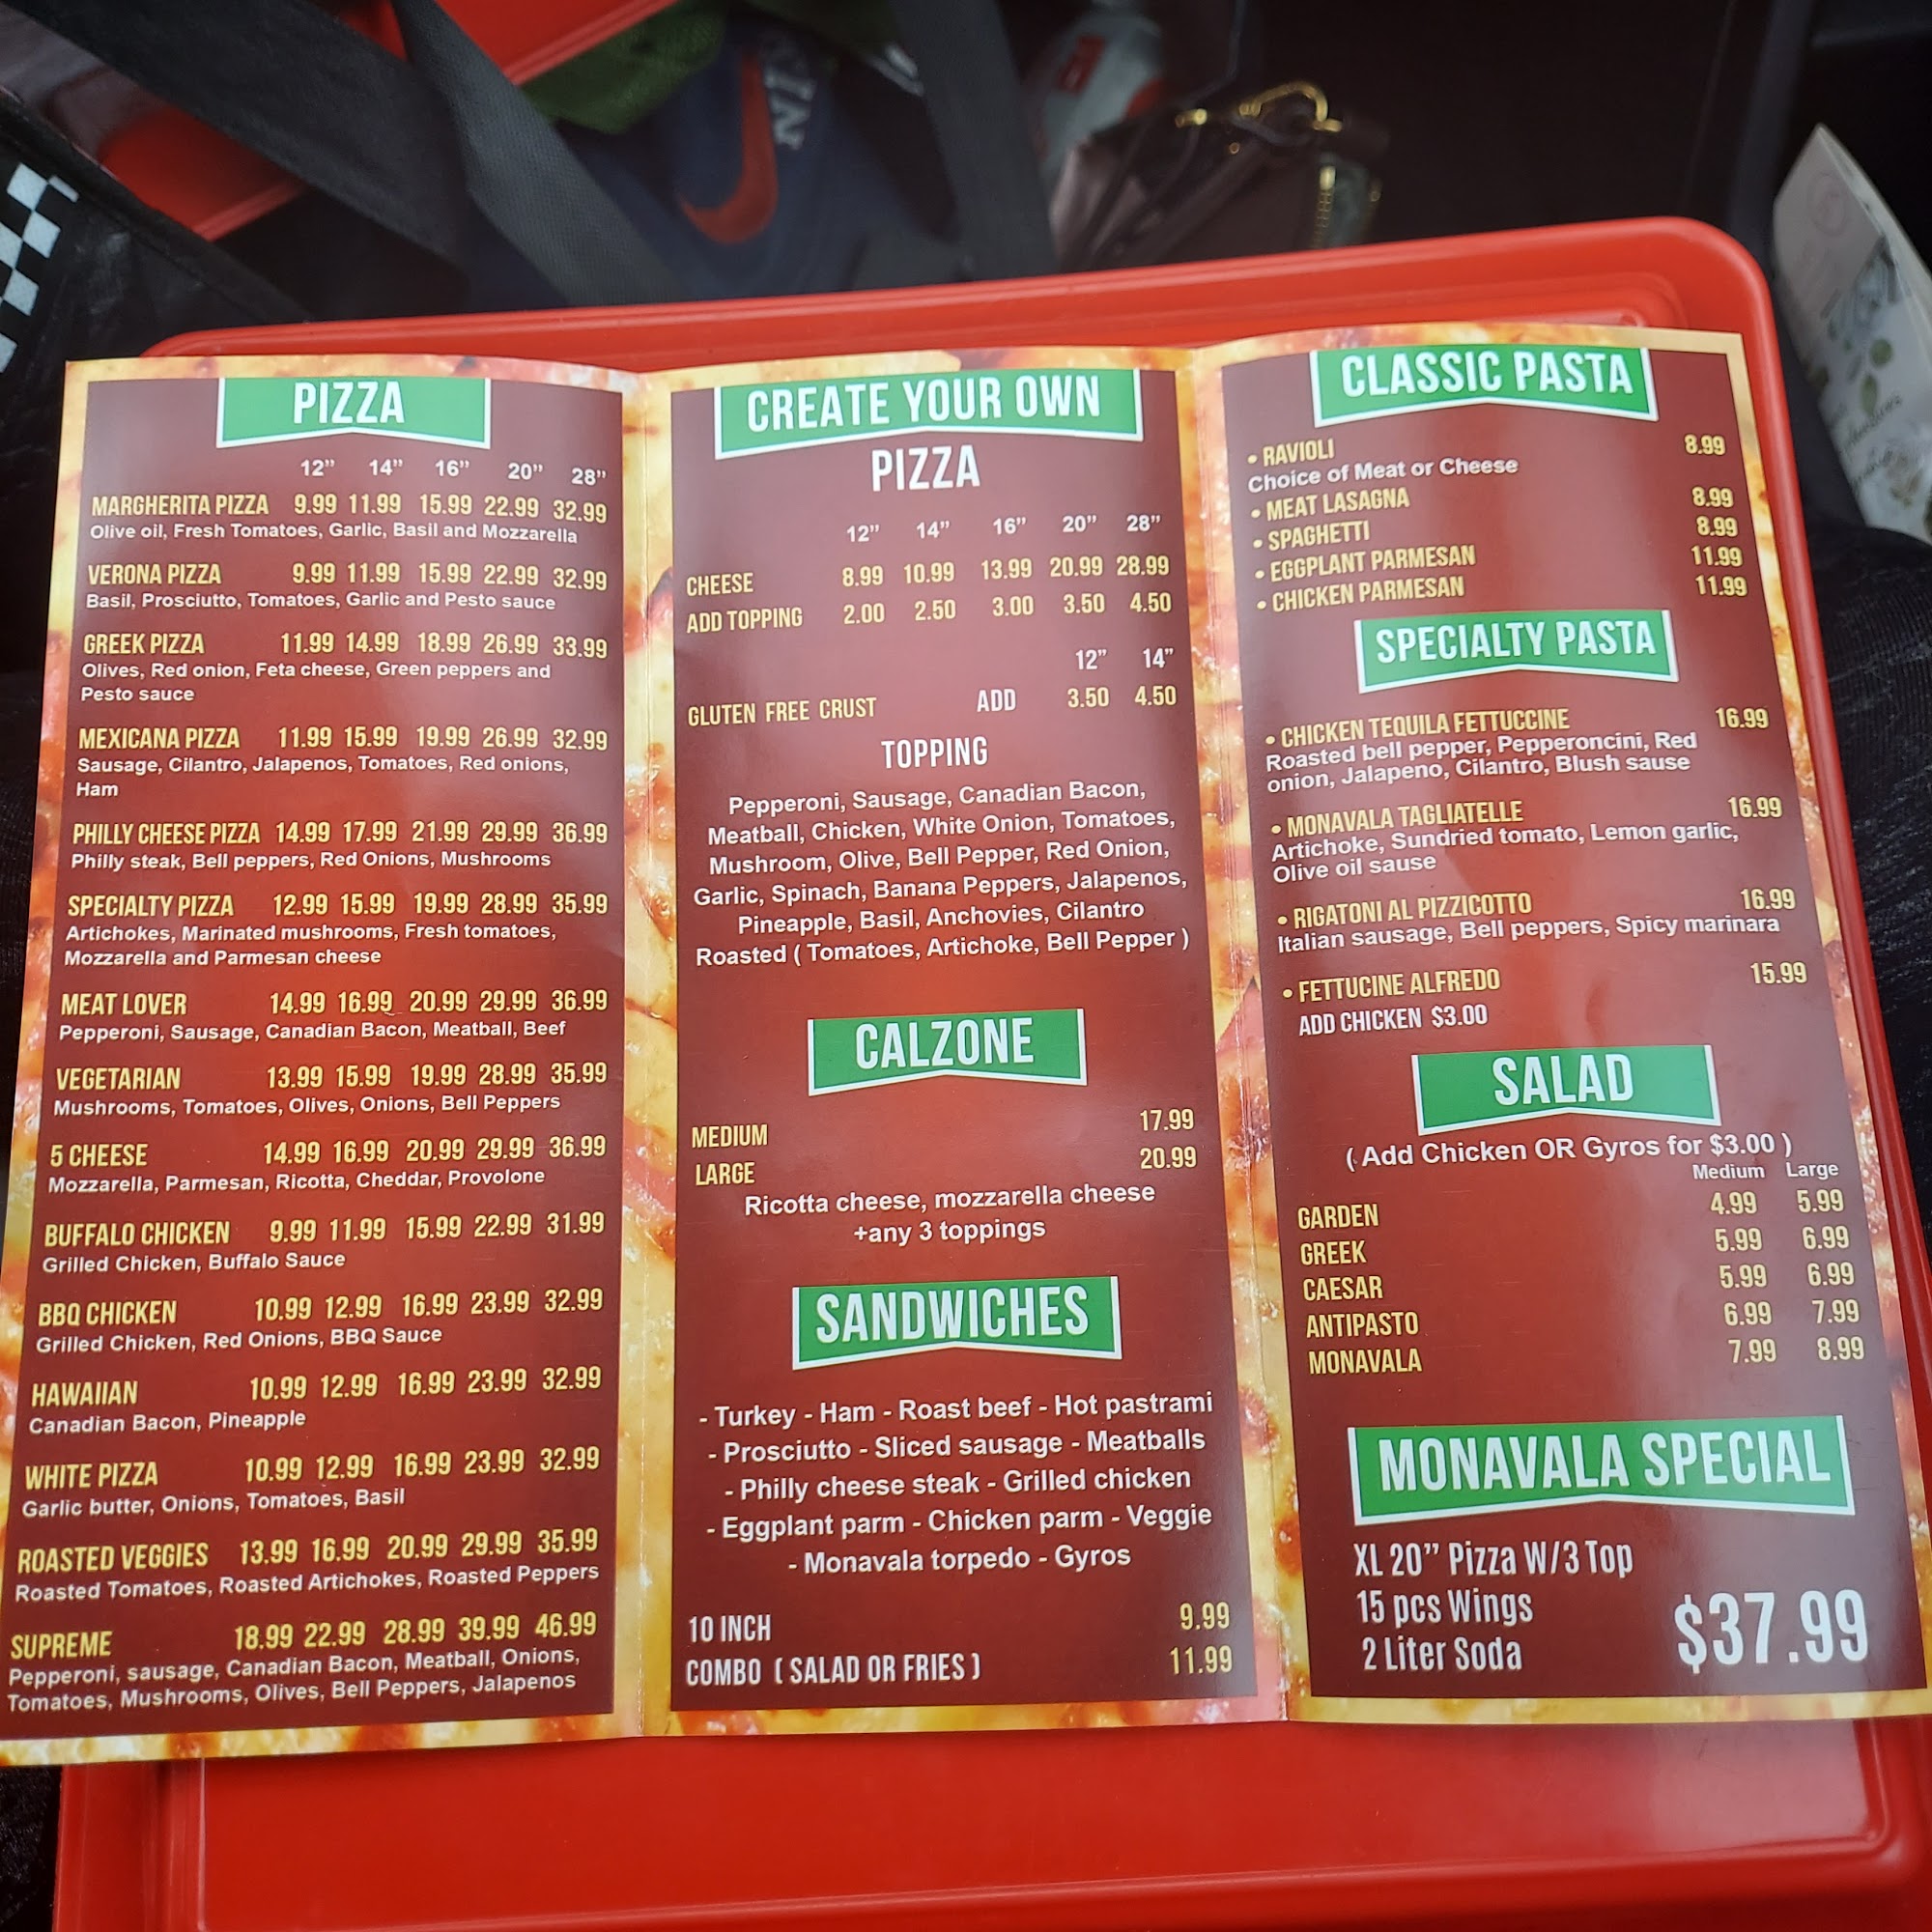 PIZZA
12” 14” 16” 20” 28”
MARGHERITA PIZZA 9.99 11.99 15.99 22.99 32.99
Olive oil, Fresh Tomatoes, Garlic, Basil and Mozzarella
VERONA PIZZA 9.99 11.99 15.99 22.99 32.99
Basil, Prosciutto, Tomatoes, Garlic and Pesto sauce
GREEK PIZZA 11.99 14.99 18.99 26.99 33.99
Olives, Red onion, Feta cheese, Green peppers and
Pesto sauce
MEXICANA PIZZA 11.99 15.99 19.99 26.99 32.99
Sausage, Cilantro, Jalapenos, Tomatoes, Red onions,
Ham
PHILLY CHEESE PIZZA 14.99 17.99 21.99 29.99 36.99
Philly steak, Bell peppers, Red Onions, Mushrooms
SPECIALTY PIZZA 12.99 15.99 19.99 28.99 35.99
Artichokes, Marinated mushrooms, Fresh tomatoes,
Mozzarella and Parmesan cheese
MEAT LOVER 14.99 16.99 20.99 29.99 36.99
Pepperoni, Sausage, Canadian Bacon, Meatball, Beef
VEGETARIAN 13.99 15.99 19.99 28.99 35.99
Mushrooms, Tomatoes, Olives, Onions, Bell Peppers
5 CHEESE 14.99 16.99 20.99 29.99 36.99
Mozzarella, Parmesan, Ricotta, Cheddar, Provolone
BUFFALO CHICKEN 9.99 11.99 15.99 22.99 31.99
Grilled Chicken, Buffalo Sauce
BBQ CHICKEN 10.99 12.99 16.99 23.99 32.99
Grilled Chicken, Red Onions, BBQ Sauce
HAWAIIAN 10.99 12.99 16.99 23.99 32.99
Canadian Bacon, Pineapple
WHITE PIZZA 10.99 12.99 16.99 23.99 32.99
Garlic butter, Onions, Tomatoes, Basil
ROASTED VEGGIES 13.99 16.99 20.99 29.99 35.99
Roasted Tomatoes, Roasted Artichokes, Roasted Peppers
SUPREME 18.99 22.99 28.99 39.99 46.99
Pepperoni, sausage, Canadian Bacon, Meatball, Onions,
Tomatoes, Mushrooms, Olives, Bell Peppers, Jalapenos
CREATE YOUR OWN
PIZZA
12” 14” 16” 20” 28”
CHEESE 8.99 10.99 13.99 20.99 28.99
ADD TOPPING 2.00 2.50 3.00 3.50 4.50
12” 14”
GLUTEN FREE CRUST ADD 3.50 4.50
TOPPING
Pepperoni, Sausage, Canadian Bacon,
Meatball, Chicken, White Onion, Tomatoes,
Mushroom, Olive, Bell Pepper, Red Onion,
Garlic, Spinach, Banana Peppers, Jalapenos,
Pineapple, Basil, Anchovies, Cilantro
Roasted ( Tomatoes, Artichoke, Bell Pepper )
CALZONE
MEDIUM 17.99
LARGE 20.99
Ricotta cheese, mozzarella cheese
+any 3 toppings
SANDWICHES
- Turkey - Ham - Roast beef - Hot pastrami
- Prosciutto - Sliced sausage - Meatballs
- Philly cheese steak - Grilled chicken
- Eggplant parm - Chicken parm - Veggie
- Monavala torpedo - Gyros
10 INCH 9.99
COMBO ( SALAD OR FRIES ) 11.99
CLASSIC PASTA
• RAVIOLI 8.99
Choice of Meat or Cheese
• MEAT LASAGNA 8.99
• SPAGHETTI 8.99
• EGGPLANT PARMESAN 11.99
• CHICKEN PARMESAN 11.99
SPECIALTY PASTA
• CHICKEN TEQUILA FETTUCCINE 16.99
Roasted bell pepper, Pepperoncini, Red
onion, Jalapeno, Cilantro, Blush sause
• MONAVALA TAGLIATELLE 16.99
Artichoke, Sundried tomato, Lemon garlic,
Olive oil sause
• RIGATONI AL PIZZICOTTO 16.99
Italian sausage, Bell peppers, Spicy marinara
• FETTUCINE ALFREDO 15.99
ADD CHICKEN $3.00
SALAD
( Add Chicken OR Gyros for $3.00 )
Medium Large
GARDEN 4.99 5.99
GREEK 5.99 6.99
CAESAR 5.99 6.99
ANTIPASTO 6.99 7.99
MONAVALA 7.99 8.99
MONAVALA SPECIAL
XL 20” Pizza W/3 Top
15 pcs Wings
2 Liter Soda
$37.99